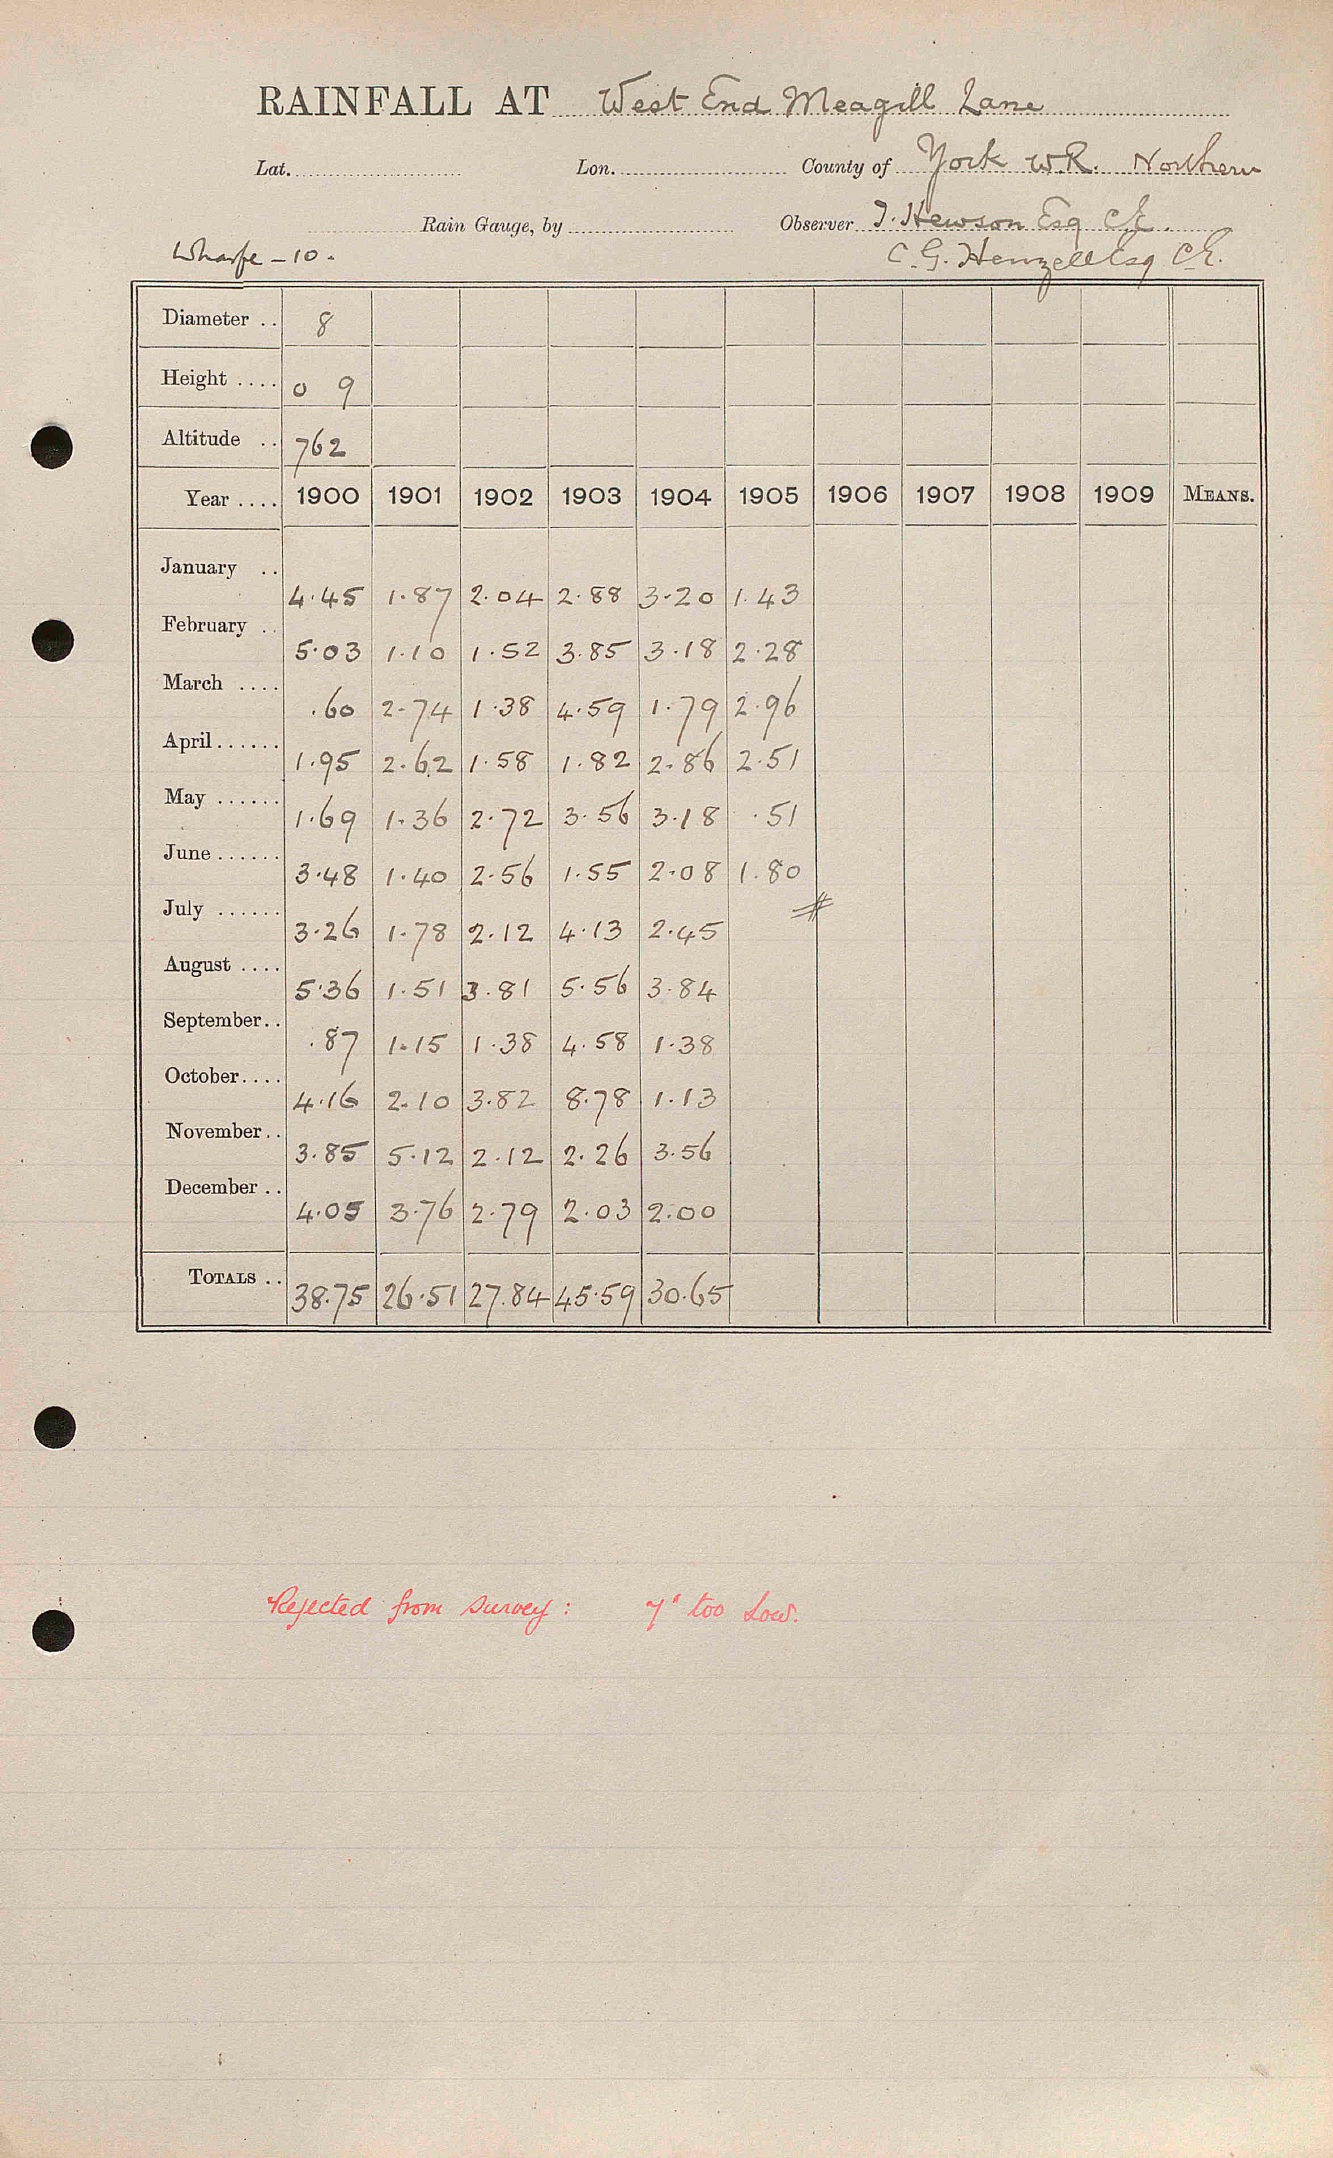 RAINFALL AT West End Meagill Lane
Lat. Lon. County of York W.R. Northern
Rain Gauge, by Observer T. Hewson Esq C.E.
Wharfe - 10. C. G. Henzell Esq C.E.
Diameter .. 8
Height .... 0 9
Altitude .. 762
Year .... 1900 1901 1902 1903 1904 1905 1906 1907 1908 1909 MEANS.
January .. 4.45 1.87 2.04 2.88 3.20 1.43
February .. 5.03 1.10 1.52 3.85 3.18 2.28
March .... .60 2.74 1.38 4.59 1.79 2.96
April ...... 1.95 2.62 1.58 1.82 2.86 2.51
May ...... 1.69 1.36 2.72 3.56 3.18 .51
June ...... 3.48 1.40 2.56 1.55 2.08 1.80
July ...... 3.26 1.78 2.12 4.13 2.45
August .... 5.36 1.51 3.81 5.56 3.84
September .. .87 1.15 1.38 4.58 1.38
October .... 4.16 2.10 3.82 8.78 1.13
November .. 3.85 5.12 2.12 2.26 3.56
December .. 4.05 3.76 2.79 2.03 2.00
TOTALS .. 38.75 26.51 27.84 45.59 30.65
Rejected from survey: 7" too low.